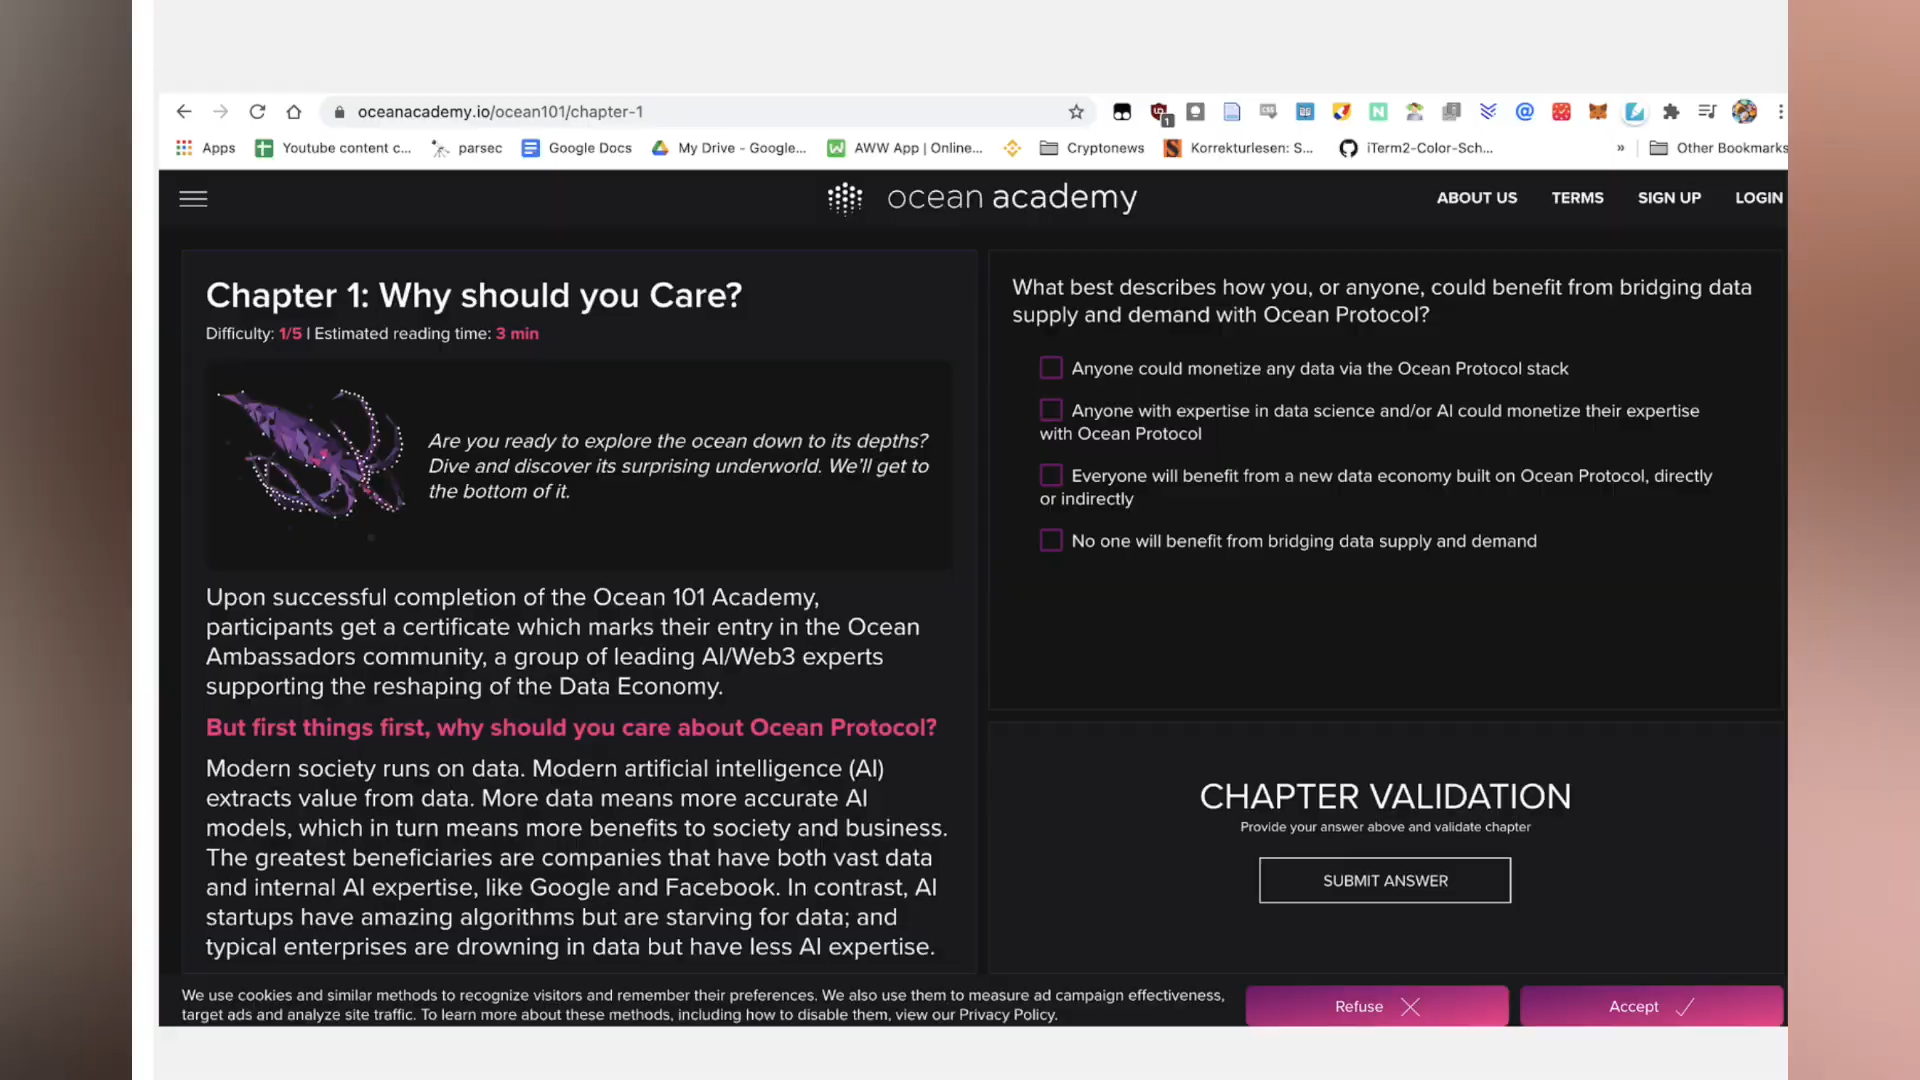 oceanacademy.io/ocean101/chapter-1
Apps
Youtube content c...
parsec
Google Docs
My Drive - Google...
AWW App | Online...
Cryptonews
Korrekturlesen: S...
iTerm2-Color-Sch...
»
Other Bookmarks
ocean academy
ABOUT US
TERMS
SIGN UP
LOGIN
Chapter 1: Why should you Care?
Difficulty: 1/5 | Estimated reading time: 3 min
Are you ready to explore the ocean down to its depths?
Dive and discover its surprising underworld. We'll get to
the bottom of it.
Upon successful completion of the Ocean 101 Academy,
participants get a certificate which marks their entry in the Ocean
Ambassadors community, a group of leading AI/Web3 experts
supporting the reshaping of the Data Economy.
But first things first, why should you care about Ocean Protocol?
Modern society runs on data. Modern artificial intelligence (AI)
extracts value from data. More data means more accurate AI
models, which in turn means more benefits to society and business.
The greatest beneficiaries are companies that have both vast data
and internal AI expertise, like Google and Facebook. In contrast, AI
startups have amazing algorithms but are starving for data; and
typical enterprises are drowning in data but have less AI expertise.
What best describes how you, or anyone, could benefit from bridging data
supply and demand with Ocean Protocol?
Anyone could monetize any data via the Ocean Protocol stack
Anyone with expertise in data science and/or AI could monetize their expertise
with Ocean Protocol
Everyone will benefit from a new data economy built on Ocean Protocol, directly
or indirectly
No one will benefit from bridging data supply and demand
CHAPTER VALIDATION
Provide your answer above and validate chapter
SUBMIT ANSWER
We use cookies and similar methods to recognize visitors and remember their preferences. We also use them to measure ad campaign effectiveness,
target ads and analyze site traffic. To learn more about these methods, including how to disable them, view our Privacy Policy.
Refuse
Accept